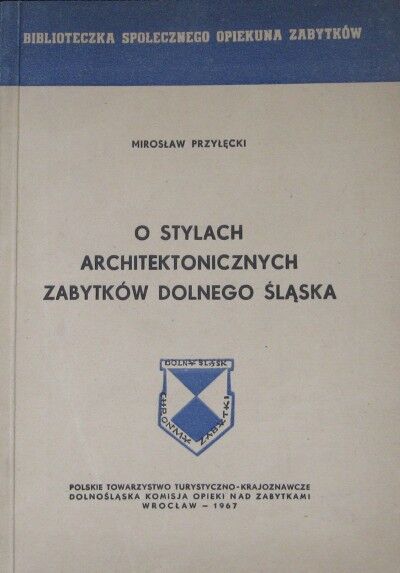 BIBLIOTECZKA SPOŁECZNEGO OPIEKUNA ZABYTKÓW
MIROSŁAW PRZYŁĘCKI
O STYLACH
ARCHITEKTONICZNYCH
ZABYTKÓW DOLNEGO ŚLĄSKA
DOLNY ŚLĄSK
CHROŃMY ZABYTKI
POLSKIE TOWARZYSTWO TURYSTYCZNO-KRAJOZNAWCZE
DOLNOŚLĄSKA KOMISJA OPIEKI NAD ZABYTKAMI
WROCŁAW — 1967